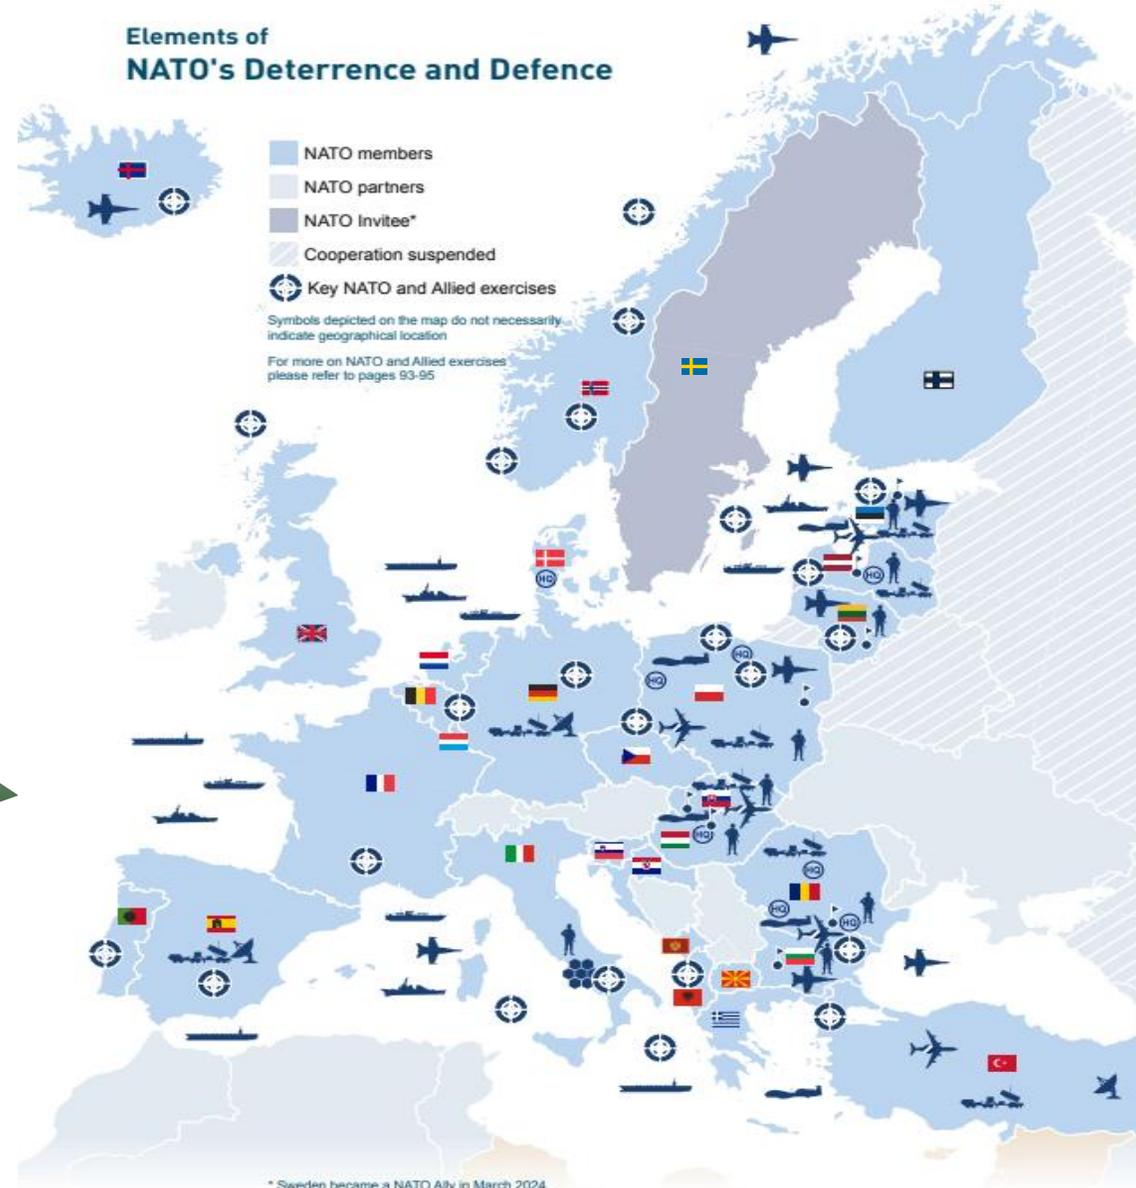 Elements of
NATO's Deterrence and Defence
NATO members
NATO partners
NATO Invitee*
Cooperation suspended
Key NATO and Allied exercises
Symbols depicted on the map do not necessarily
indicate geographical location
For more on NATO and Allied exercises
please refer to pages 93-95
HQ
HQ
HQ
HQ
HQ
HQ
HQ
HQ
* Sweden became a NATO Ally in March 2024